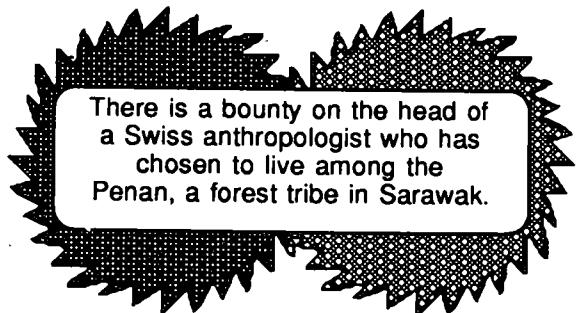 There is a bounty on the head of
a Swiss anthropologist who has
chosen to live among the
Penan, a forest tribe in Sarawak.